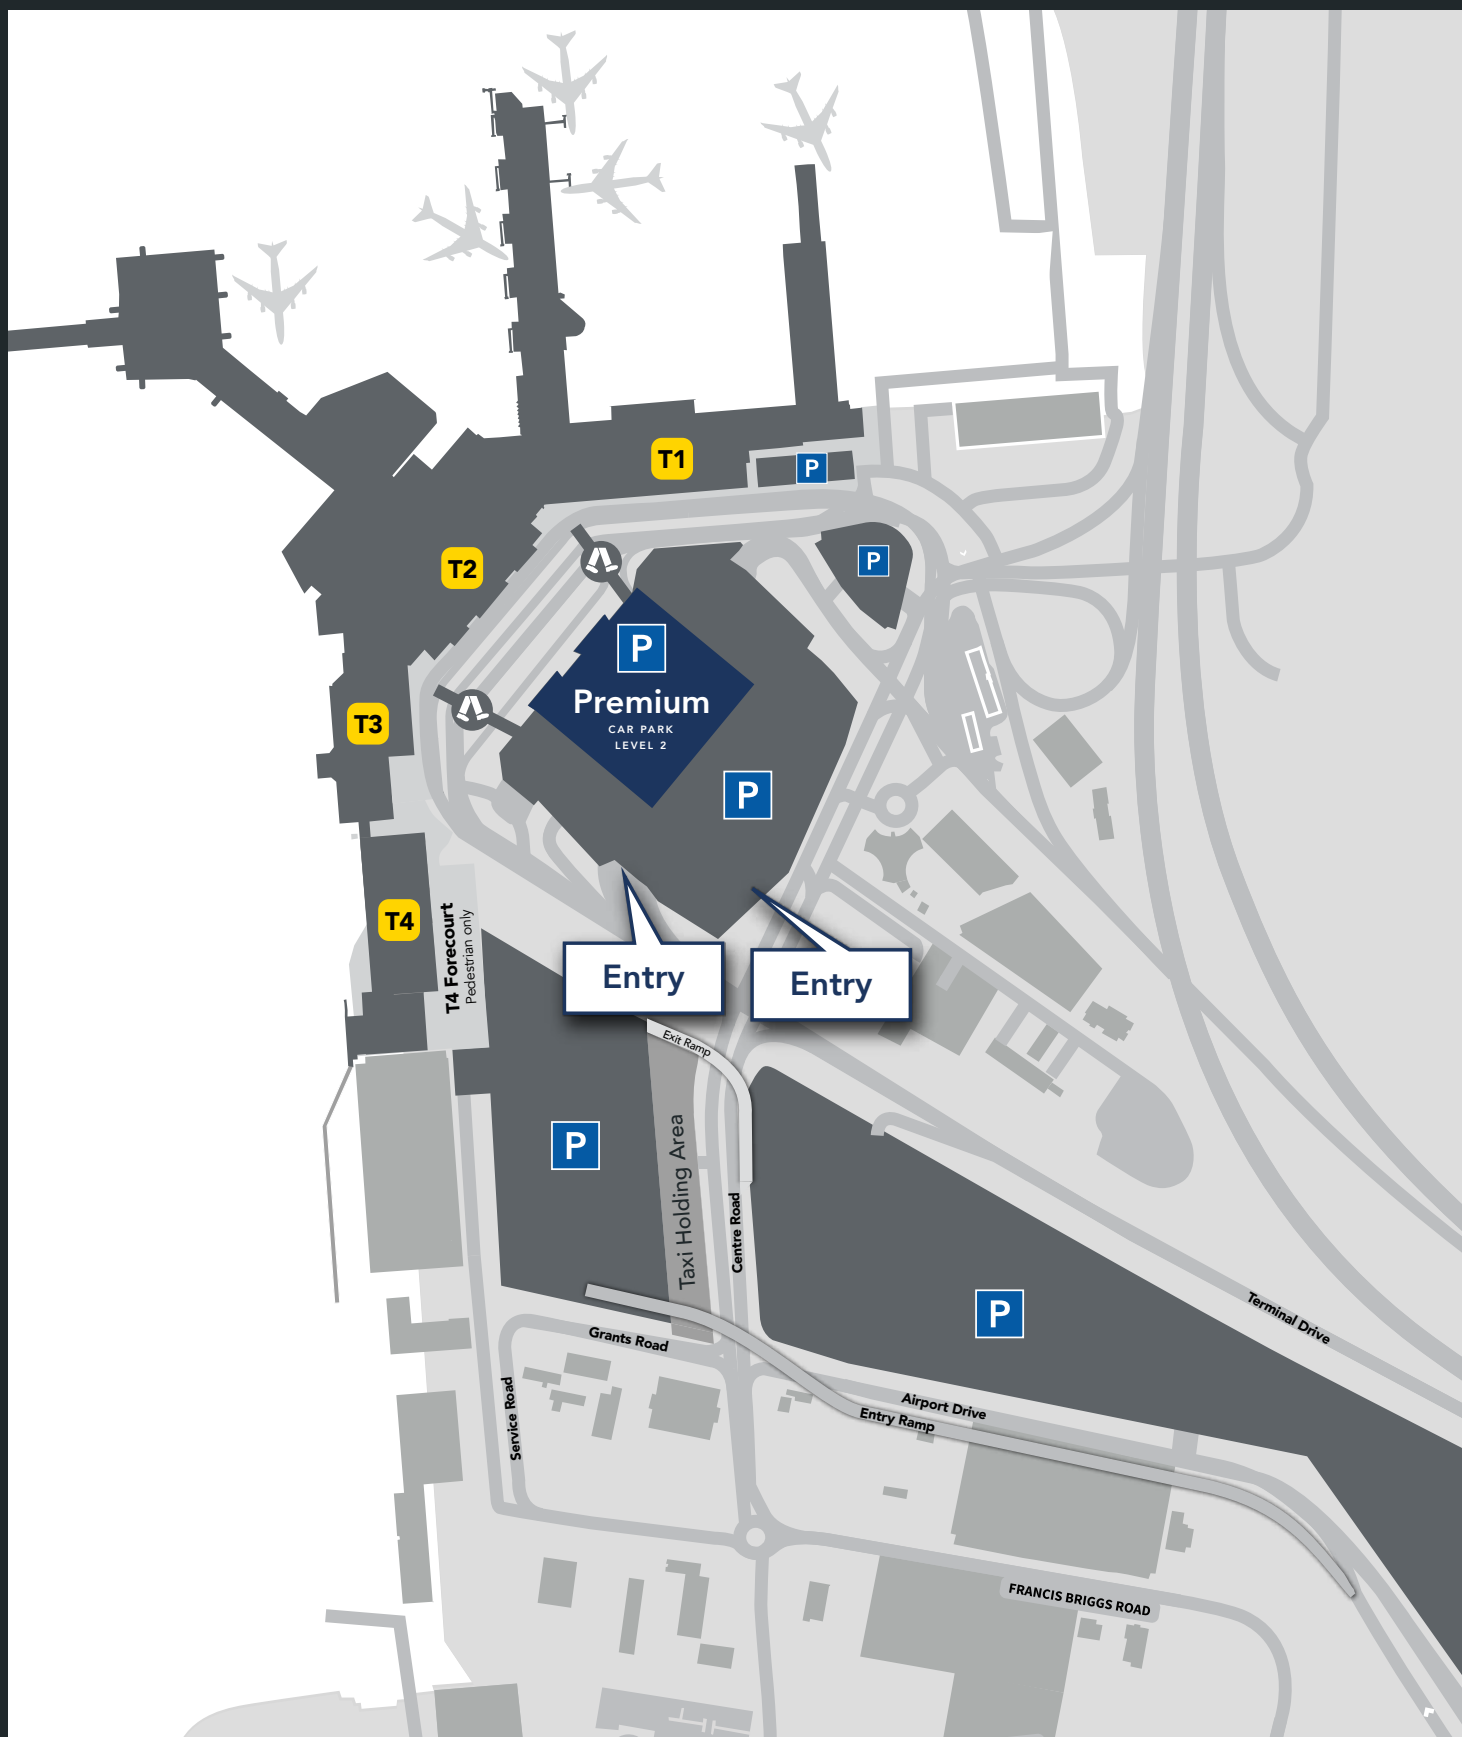 T1
P
T2
P
P
Premium
CAR PARK
LEVEL 2
T3
P
T4
T4 Forecourt
Pedestrian only
Entry
Entry
Exit Ramp
P
Taxi Holding Area
Centre Road
P
Terminal Drive
Grants Road
Service Road
Airport Drive
Entry Ramp
FRANCIS BRIGGS ROAD